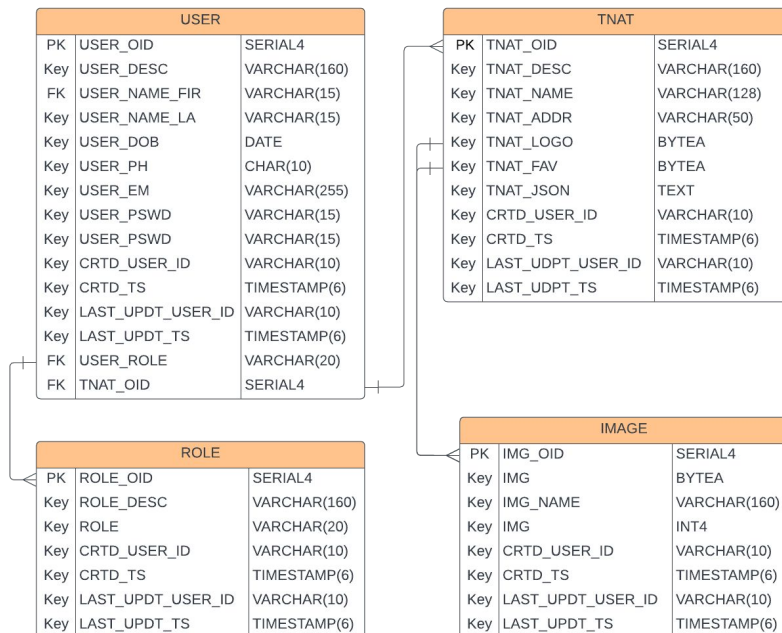 USER
PK USER_OID SERIAL4
Key USER_DESC VARCHAR(160)
FK USER_NAME_FIR VARCHAR(15)
Key USER_NAME_LA VARCHAR(15)
Key USER_DOB DATE
Key USER_PH CHAR(10)
Key USER_EM VARCHAR(255)
Key USER_PSWD VARCHAR(15)
Key USER_PSWD VARCHAR(15)
Key CRTD_USER_ID VARCHAR(10)
Key CRTD_TS TIMESTAMP(6)
Key LAST_UPDT_USER_ID VARCHAR(10)
Key LAST_UPDT_TS TIMESTAMP(6)
FK USER_ROLE VARCHAR(20)
FK TNAT_OID SERIAL4
TNAT
PK TNAT_OID SERIAL4
Key TNAT_DESC VARCHAR(160)
Key TNAT_NAME VARCHAR(128)
Key TNAT_ADDR VARCHAR(50)
Key TNAT_LOGO BYTEA
Key TNAT_FAV BYTEA
Key TNAT_JSON TEXT
Key CRTD_USER_ID VARCHAR(10)
Key CRTD_TS TIMESTAMP(6)
Key LAST_UDPT_USER_ID VARCHAR(10)
Key LAST_UDPT_TS TIMESTAMP(6)
ROLE
PK ROLE_OID SERIAL4
Key ROLE_DESC VARCHAR(160)
Key ROLE VARCHAR(20)
Key CRTD_USER_ID VARCHAR(10)
Key CRTD_TS TIMESTAMP(6)
Key LAST_UPDT_USER_ID VARCHAR(10)
Key LAST_UPDT_TS TIMESTAMP(6)
IMAGE
PK IMG_OID SERIAL4
Key IMG BYTEA
Key IMG_NAME VARCHAR(160)
Key IMG INT4
Key CRTD_USER_ID VARCHAR(10)
Key CRTD_TS TIMESTAMP(6)
Key LAST_UPDT_USER_ID VARCHAR(10)
Key LAST_UPDT_TS TIMESTAMP(6)